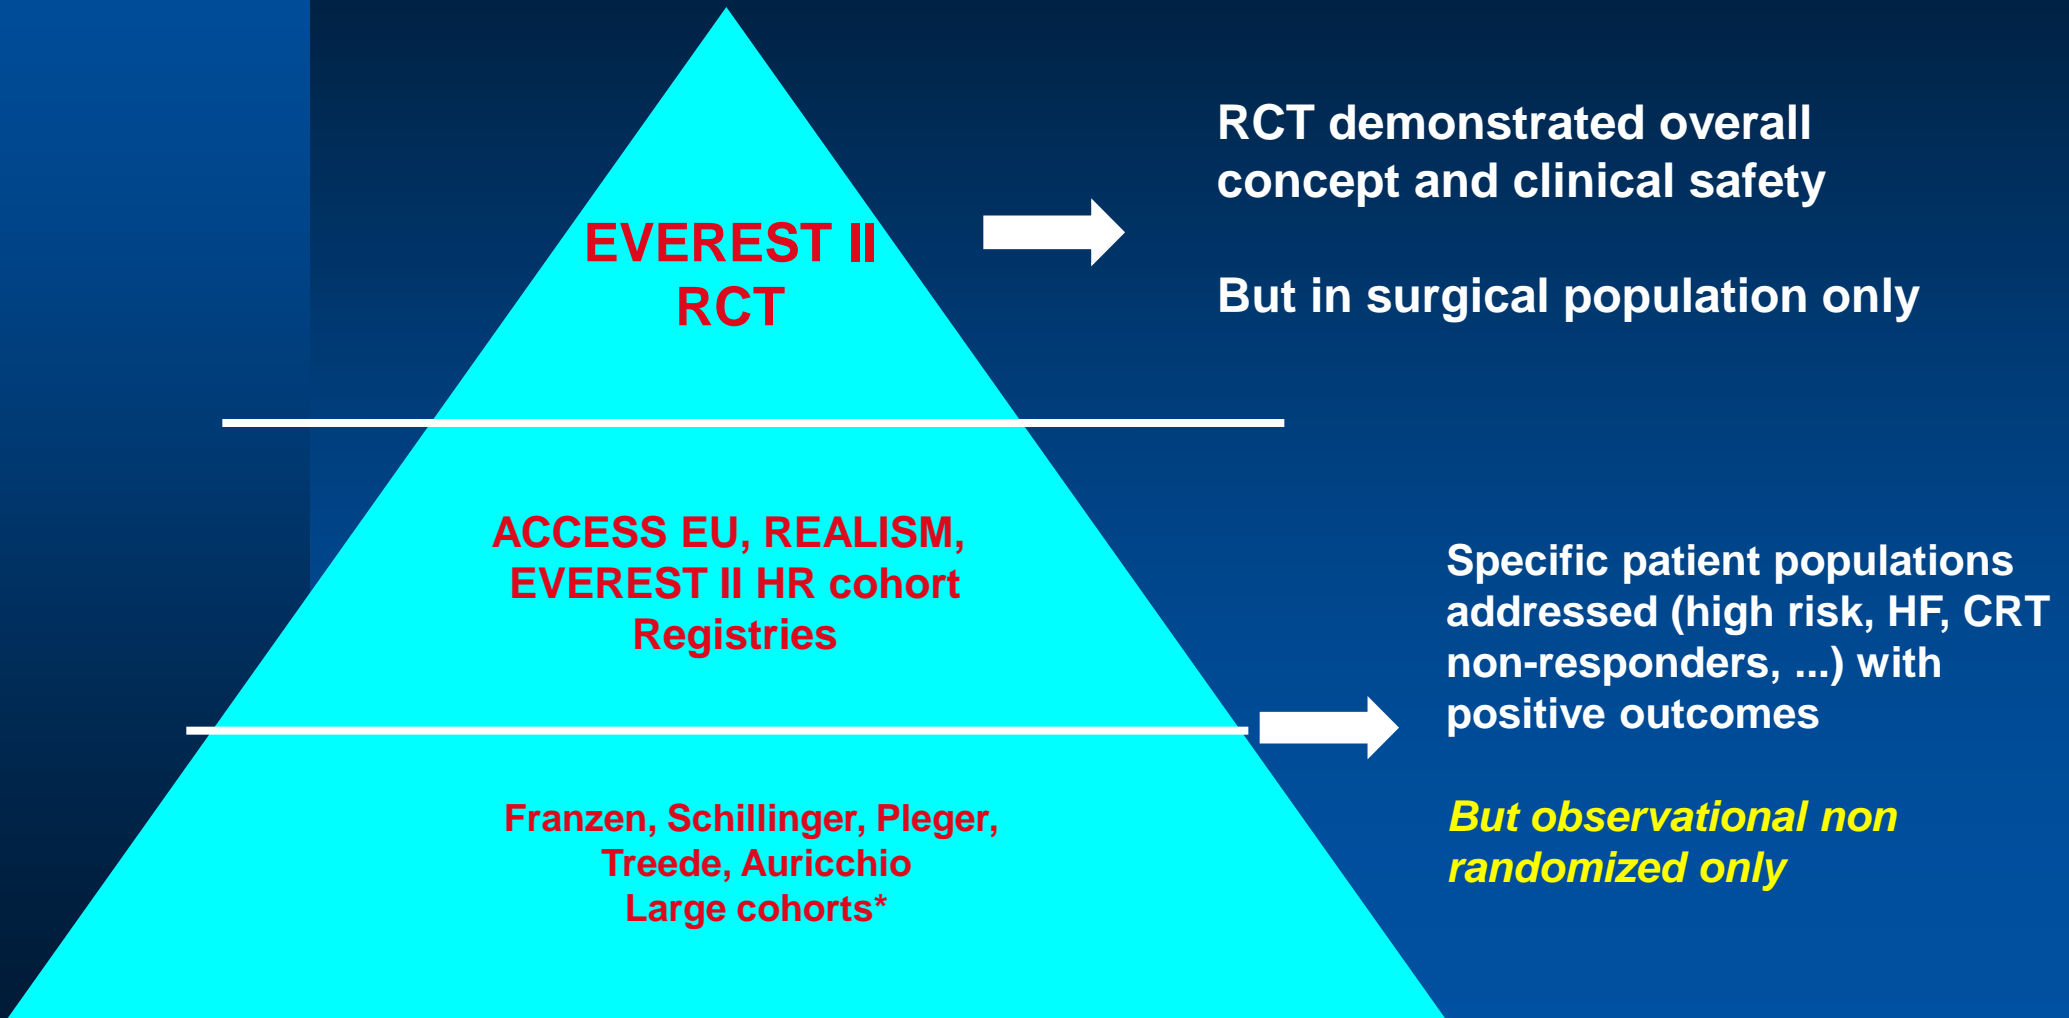 EVEREST II
RCT
RCT demonstrated overall
concept and clinical safety
But in surgical population only
ACCESS EU, REALISM,
EVEREST II HR cohort
Registries
Specific patient populations
addressed (high risk, HF, CRT
non-responders, ...) with
positive outcomes
But observational non
randomized only
Franzen, Schillinger, Pleger,
Treede, Auricchio
Large cohorts*